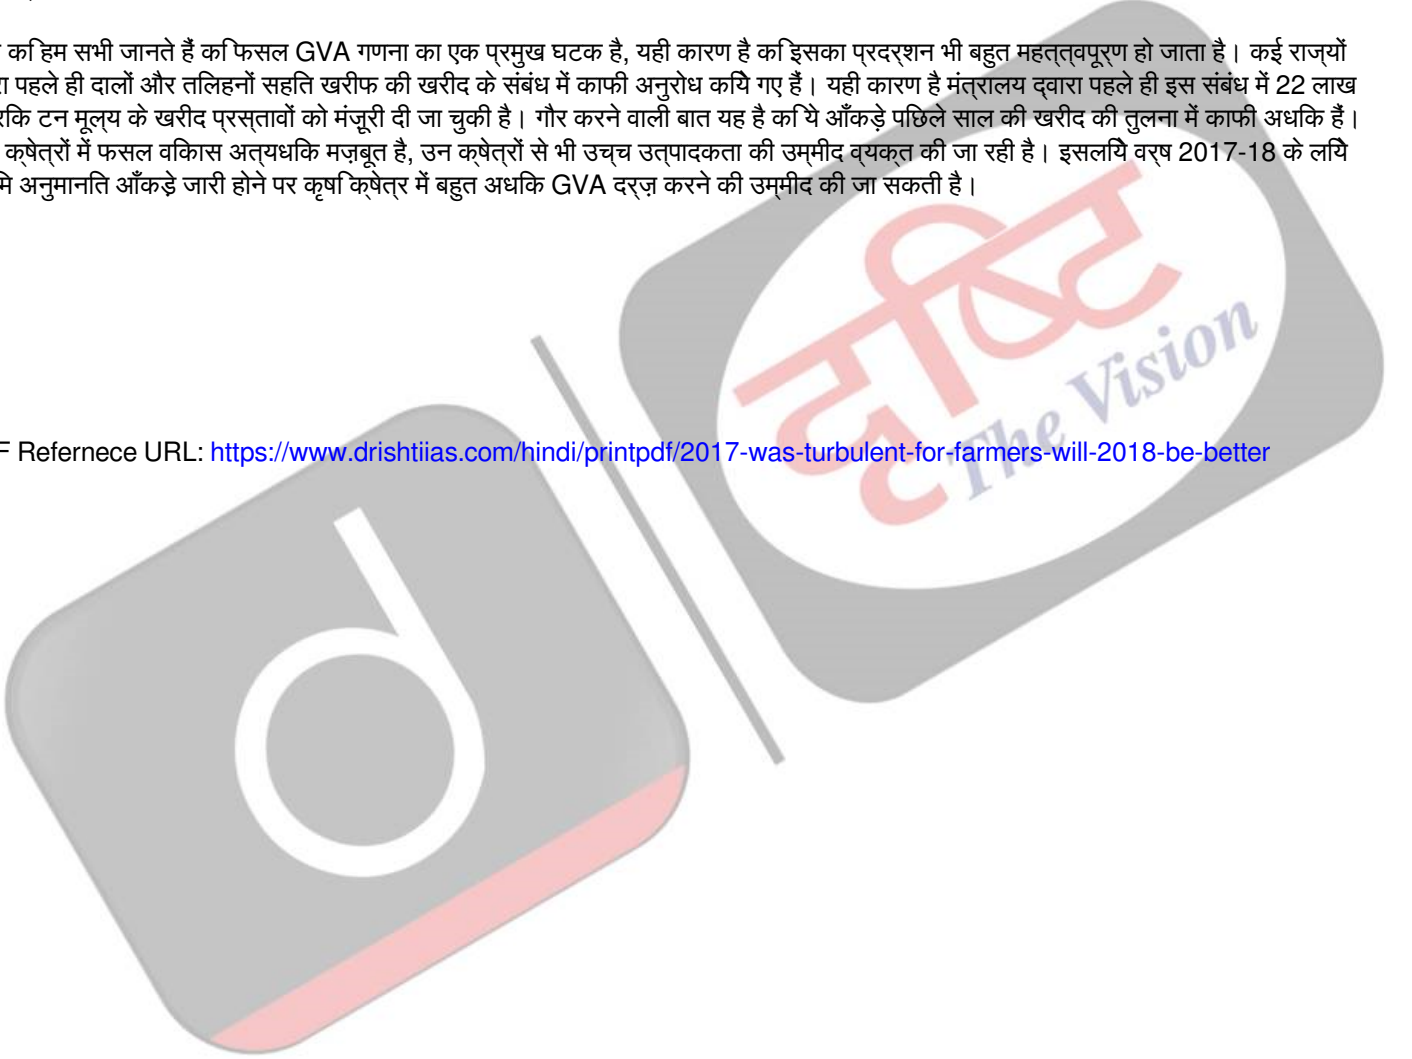 कि हम सभी जानते हैं कि फसल GVA गणना का एक प्रमुख घटक है, यही कारण है कि इसका प्रदर्शन भी बहुत महत्त्वपूर्ण हो जाता है। कई राज्यों
पहले ही दालों और तिलहनों सहित खरीफ की खरीद के संबंध में काफी अनुरोध किये गए हैं। यही कारण है मंत्रालय द्वारा पहले ही इस संबंध में 22 लाख
टन मूल्य के खरीद प्रस्तावों को मंज़ूरी दी जा चुकी है। गौर करने वाली बात यह है कि ये आँकड़े पिछले साल की खरीद की तुलना में काफी अधिक हैं।
क्षेत्रों में फसल विकास अत्यधिक मज़बूत है, उन क्षेत्रों से भी उच्च उत्पादकता की उम्मीद व्यक्त की जा रही है। इसलिये वर्ष 2017-18 के लिये
अनुमानित आँकड़े जारी होने पर कृषि क्षेत्र में बहुत अधिक GVA दर्ज़ करने की उम्मीद की जा सकती है।
F Refernece URL: https://www.drishtiias.com/hindi/printpdf/2017-was-turbulent-for-farmers-will-2018-be-better
दृष्टि
The Vision
d